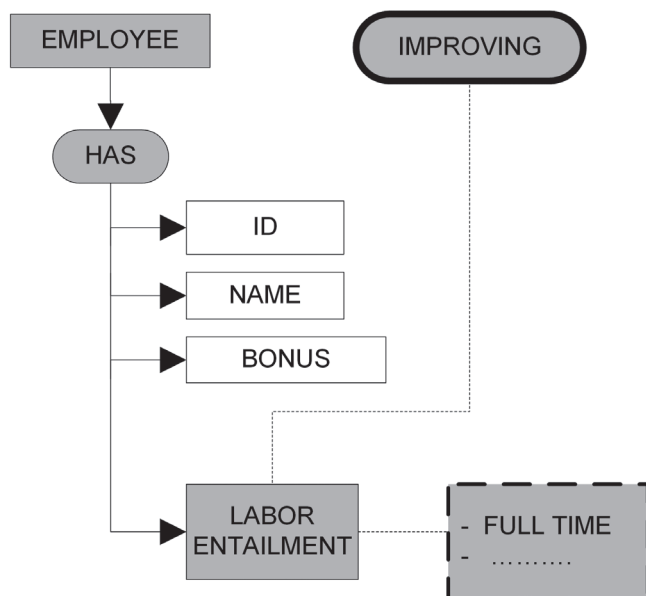 EMPLOYEE
IMPROVING
HAS
ID
NAME
BONUS
LABOR
ENTAILMENT
- FULL TIME
- ..........